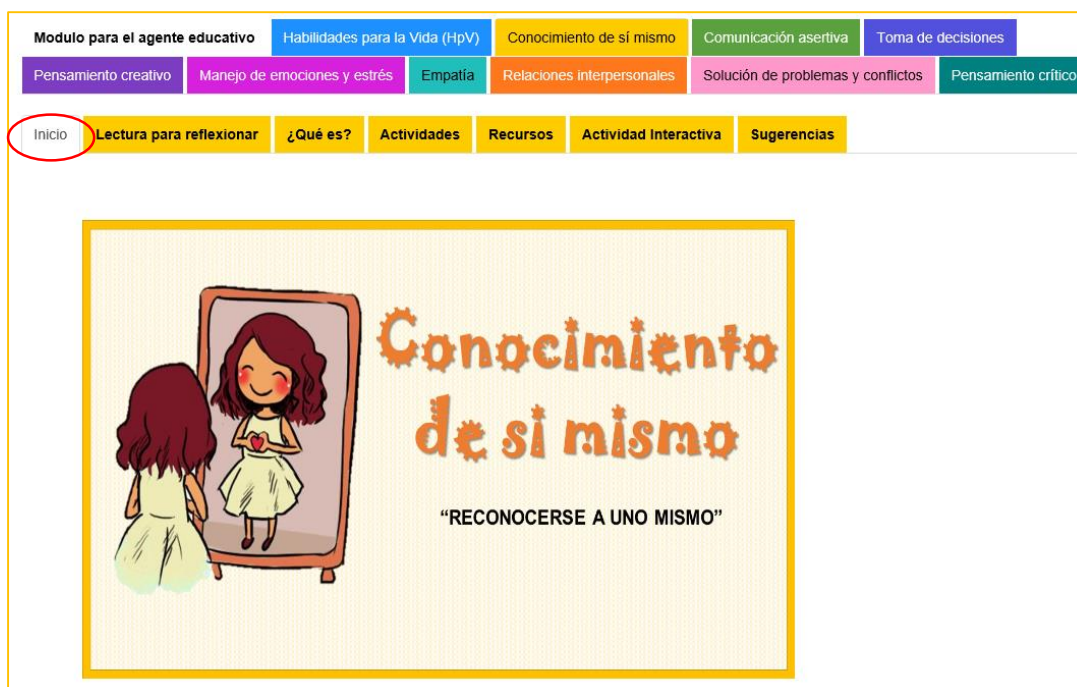 Modulo para el agente educativo Habilidades para la Vida (HpV) Conocimiento de sí mismo Comunicación asertiva Toma de decisiones
Pensamiento creativo Manejo de emociones y estrés Empatía Relaciones interpersonales Solución de problemas y conflictos Pensamiento crítico
Inicio Lectura para reflexionar ¿Qué es? Actividades Recursos Actividad Interactiva Sugerencias
Conocimiento
de si mismo
“RECONOCERSE A UNO MISMO”